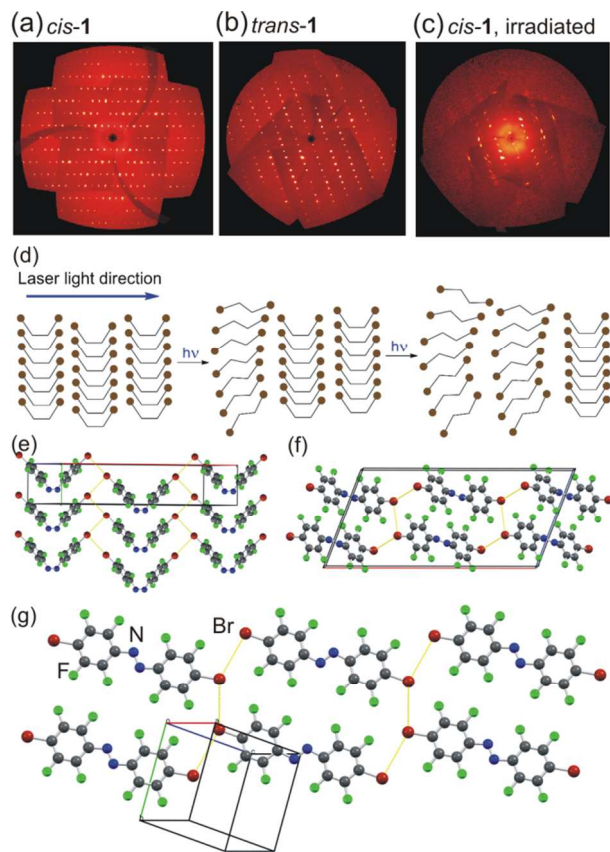 (a) cis-1
(b) trans-1
(c) cis-1, irradiated
(d)
Laser light direction
hν
hν
(e)
(f)
(g)
N
Br
F